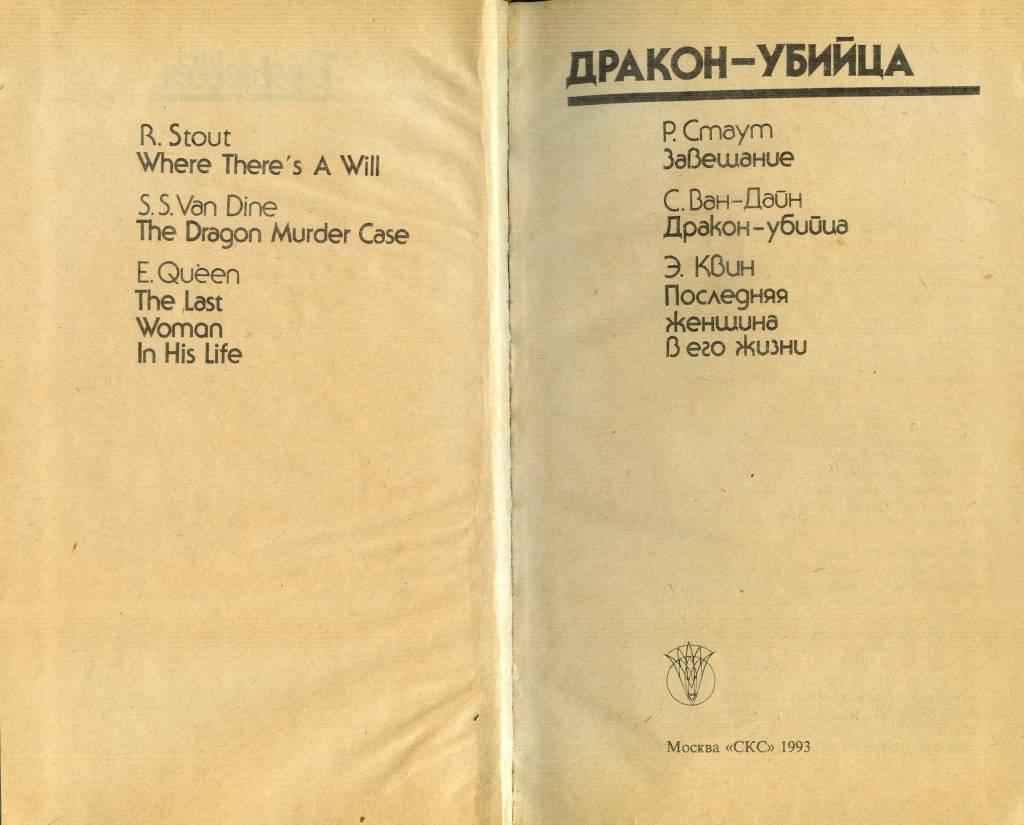 R. Stout
Where There's A Will
S.S. Van Dine
The Dragon Murder Case
E. Queen
The Last
Woman
In His Life
ДРАКОН-УБИЙЦА
Р. Стаут
Завещание
С. Ван-Дайн
Дракон-убийца
Э. Квин
Последняя
женщина
в его жизни
Москва «СКС» 1993